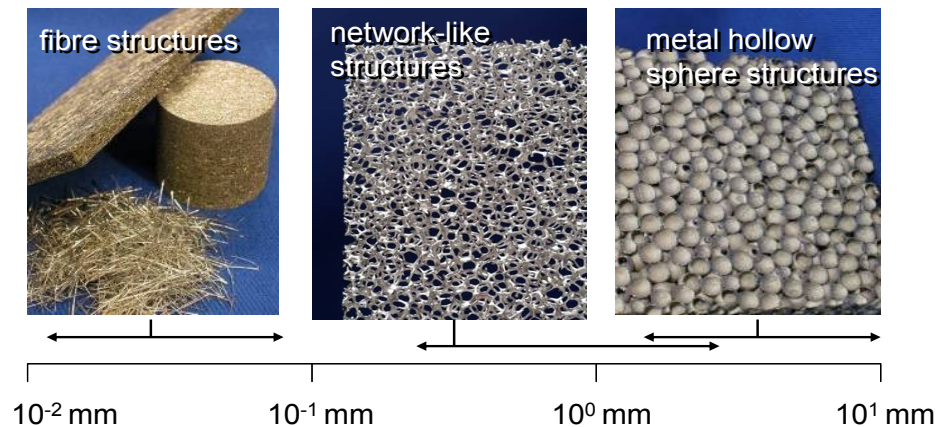 fibre structures
network-like
structures
metal hollow
sphere structures
10-2 mm
10-1 mm
100 mm
101 mm